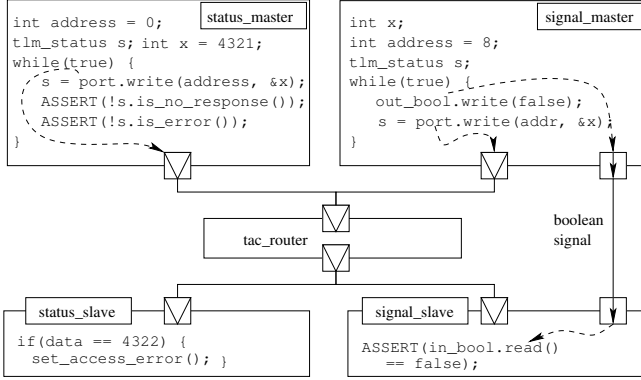 status_master
int address = 0;
tlm_status s; int x = 4321;
while(true) {
s = port.write(address, &x);
ASSERT(!s.is_no_response());
ASSERT(!s.is_error());
}
signal_master
int x;
int address = 8;
tlm_status s;
while(true) {
out_bool.write(false);
s = port.write(addr, &x);
}
tac_router
boolean
signal
status_slave
if(data == 4322) {
set_access_error(); }
signal_slave
ASSERT(in_bool.read()
== false);